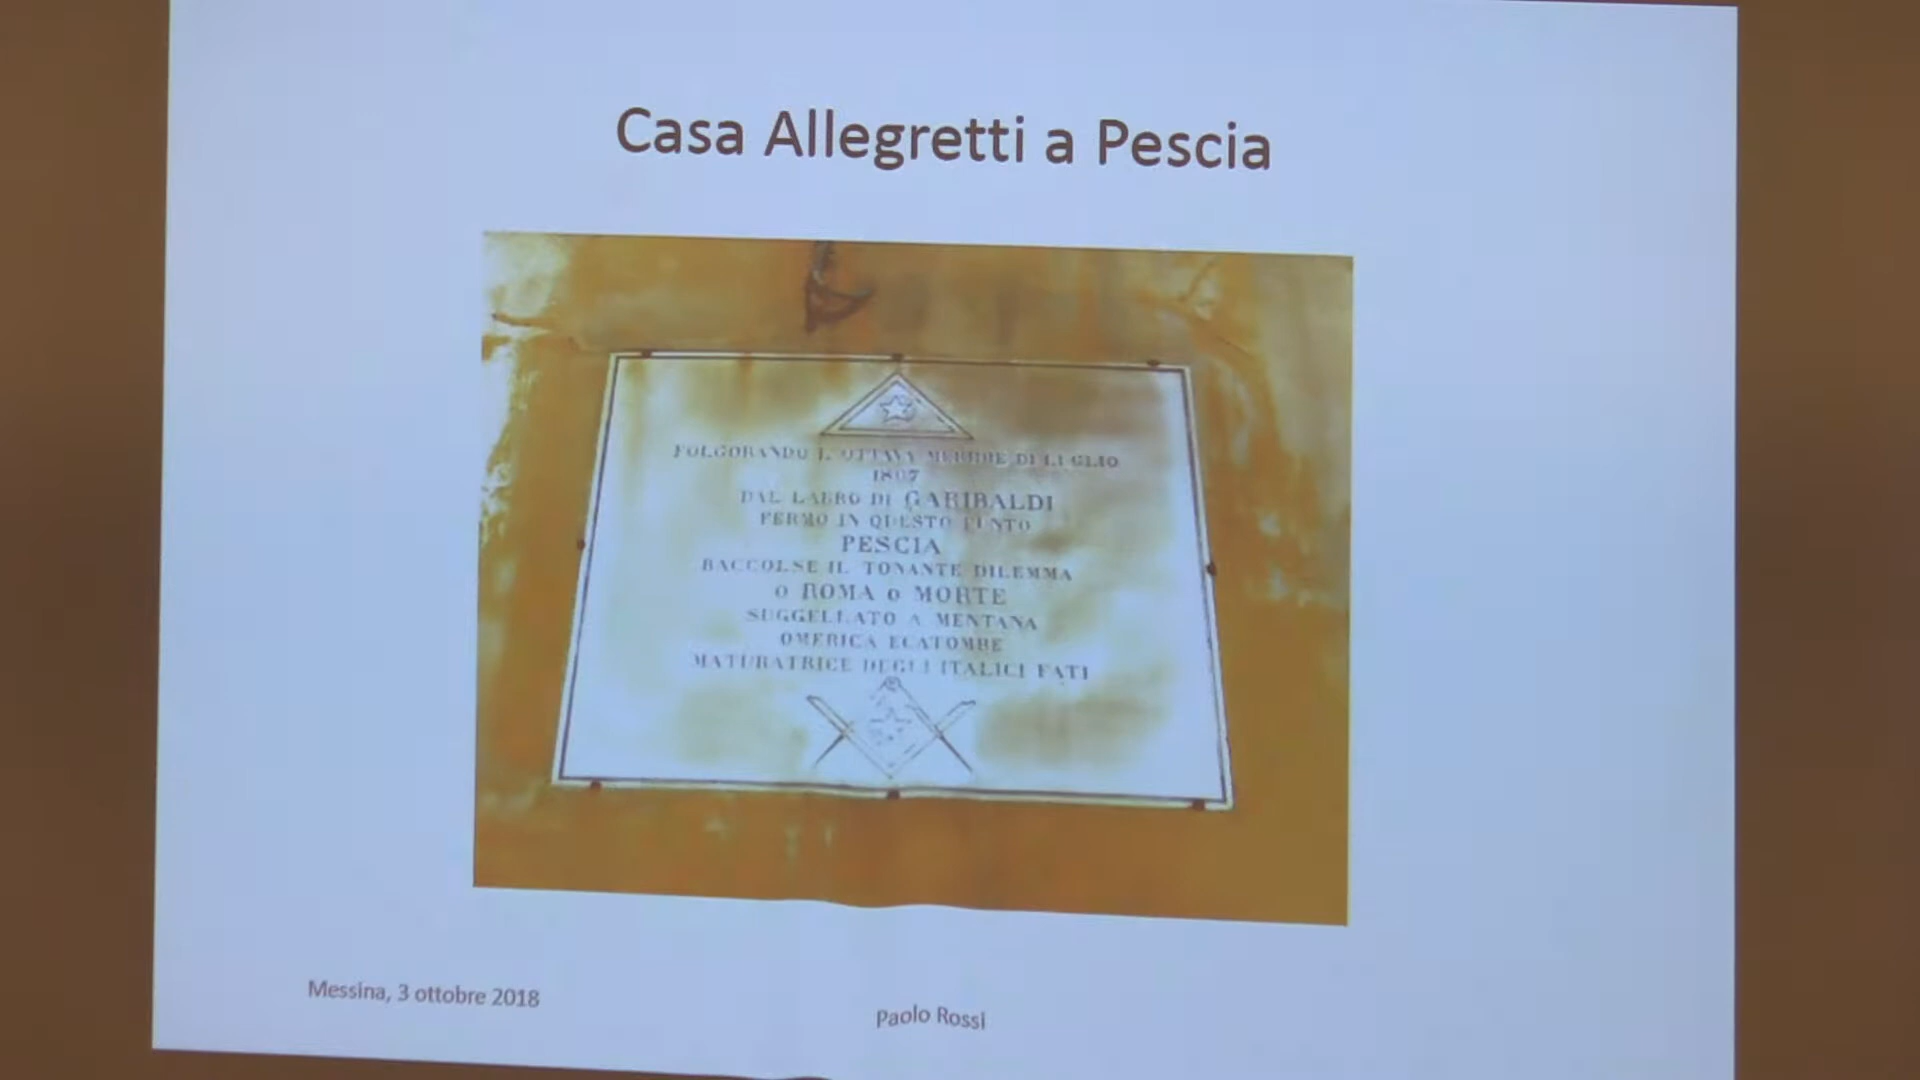 Casa Allegretti a Pescia
FOLGORANDO L OTTAVA MERIDIE DI LUGLIO
1867
DAL LABRO DI GARIBALDI
FERMO IN QUESTO PUNTO
PESCIA
RACCOLSE IL TONANTE DILEMMA
O ROMA O MORTE
SUGGELLATO A MENTANA
OMERICA ECATOMBE
MATURATRICE DEGLI ITALICI FATI
Messina, 3 ottobre 2018
Paolo Rossi